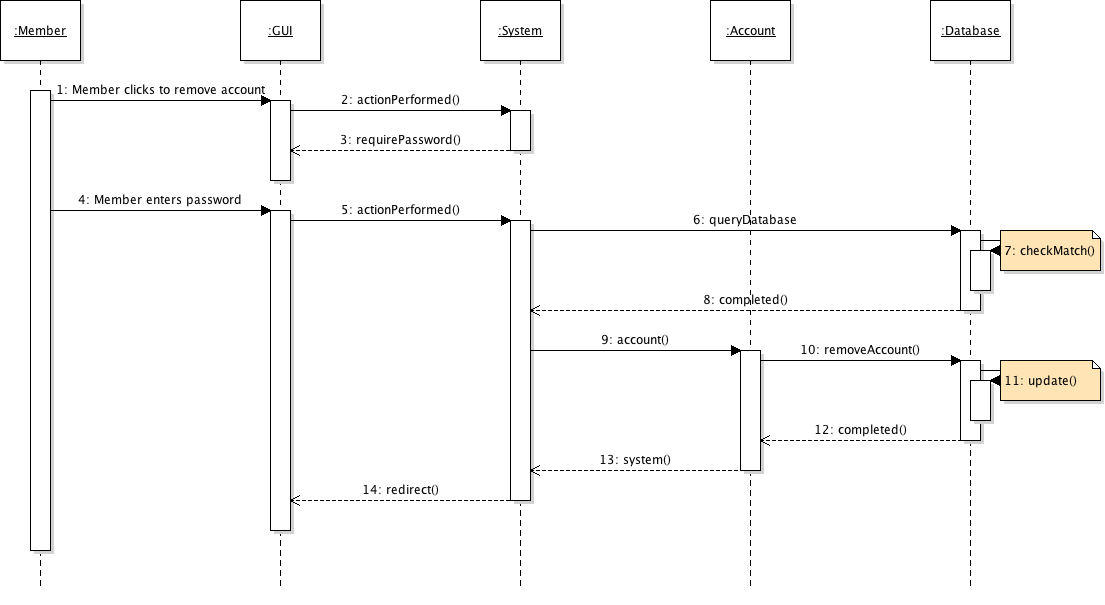 :Member
:GUI
:System
:Account
:Database
1: Member clicks to remove account
2: actionPerformed()
3: requirePassword()
4: Member enters password
5: actionPerformed()
6: queryDatabase
7: checkMatch()
8: completed()
9: account()
10: removeAccount()
11: update()
12: completed()
13: system()
14: redirect()